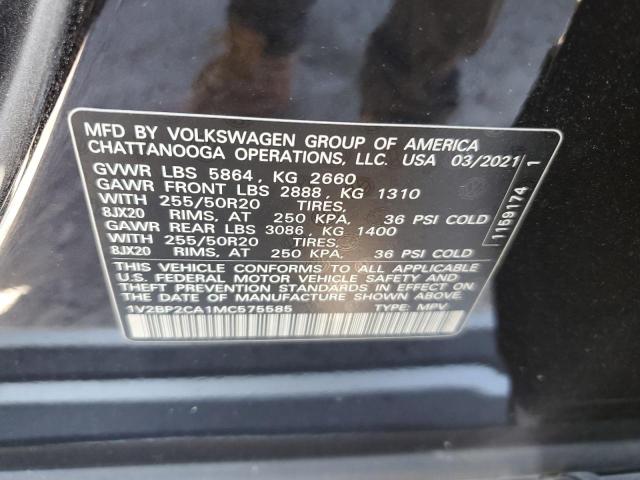 MFD BY VOLKSWAGEN GROUP OF AMERICA
CHATTANOOGA OPERATIONS, LLC. USA 03/2021
GVWR LBS 5864, KG 2660
GAWR FRONT LBS 2888, KG 1310
WITH 255/50R20 TIRES,
8JX20 RIMS, AT 250 KPA, 36 PSI COLD
GAWR REAR LBS 3086, KG 1400
WITH 255/50R20 TIRES,
8JX20 RIMS, AT 250 KPA, 36 PSI COLD
THIS VEHICLE CONFORMS TO ALL APPLICABLE
U.S. FEDERAL MOTOR VEHICLE SAFETY AND
THEFT PREVENTION STANDARDS IN EFFECT
ON THE DATE OF MANUFACTURE SHOWN ABOVE.
1V2BP2CA1MC575585 TYPE: MPV
1159174 1